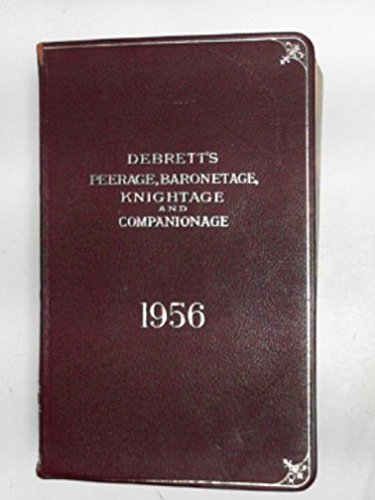 DEBRETT'S
PEERAGE, BARONETAGE,
KNIGHTAGE
AND
COMPANIONAGE
1956